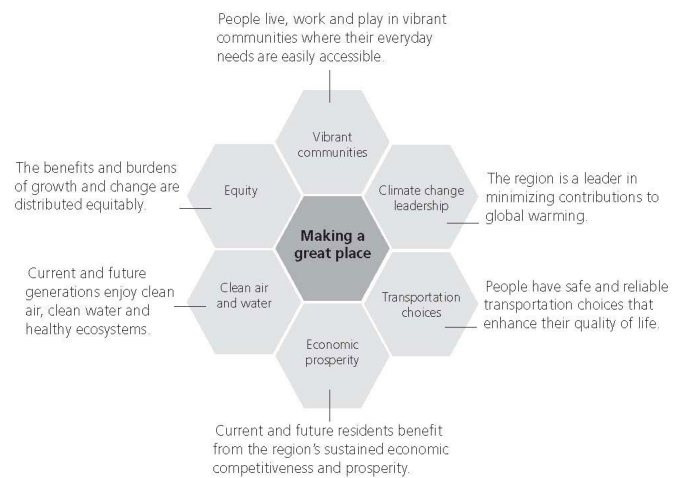 People live, work and play in vibrant
communities where their everyday
needs are easily accessible.
Vibrant
communities
The benefits and burdens
of growth and change are
distributed equitably.
Equity
Climate change
leadership
The region is a leader in
minimizing contributions to
global warming.
Making a
great place
Current and future
generations enjoy clean
air, clean water and
healthy ecosystems.
Clean air
and water
Transportation
choices
People have safe and reliable
transportation choices that
enhance their quality of life.
Economic
prosperity
Current and future residents benefit
from the region's sustained economic
competitiveness and prosperity.